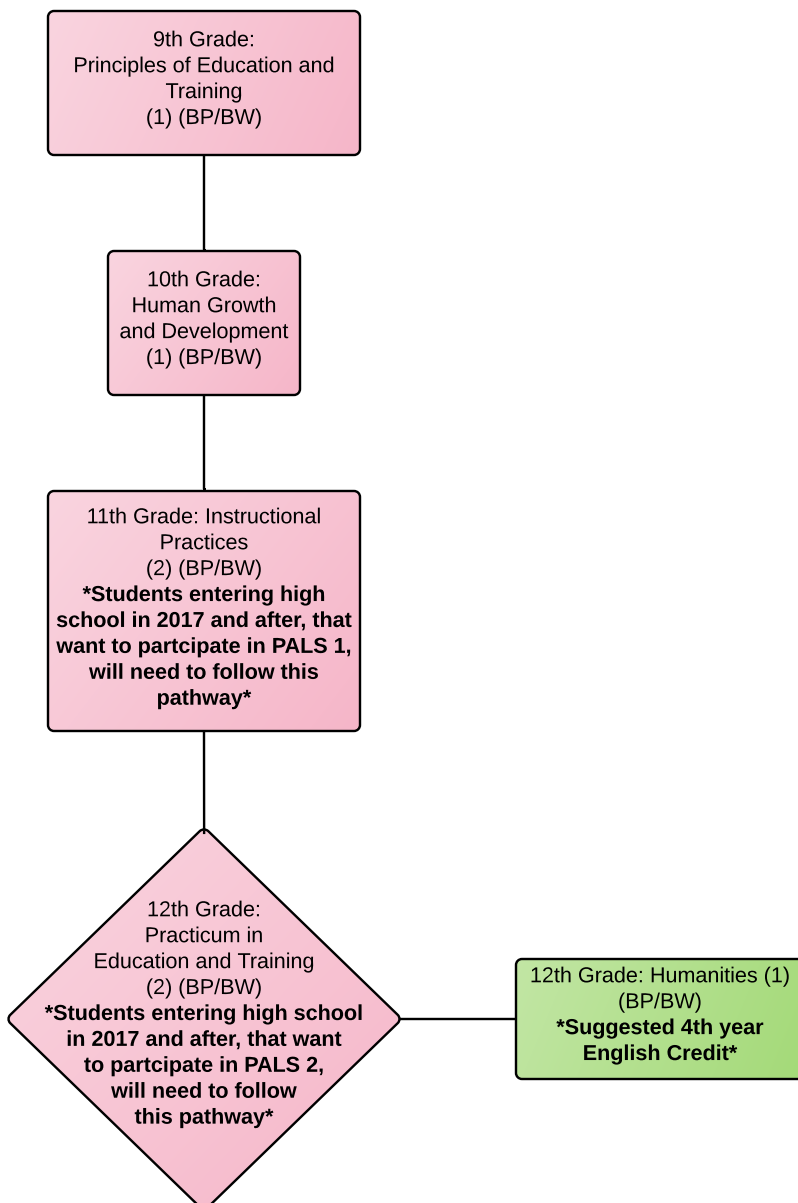 9th Grade:
Principles of Education and
Training
(1) (BP/BW)
10th Grade:
Human Growth
and Development
(1) (BP/BW)
11th Grade: Instructional
Practices
(2) (BP/BW)
*Students entering high
school in 2017 and after, that
want to partcipate in PALS 1,
will need to follow this
pathway*
12th Grade:
Practicum in
Education and Training
(2) (BP/BW)
*Students entering high school
in 2017 and after, that want
to partcipate in PALS 2,
will need to follow
this pathway*
12th Grade: Humanities (1)
(BP/BW)
*Suggested 4th year
English Credit*